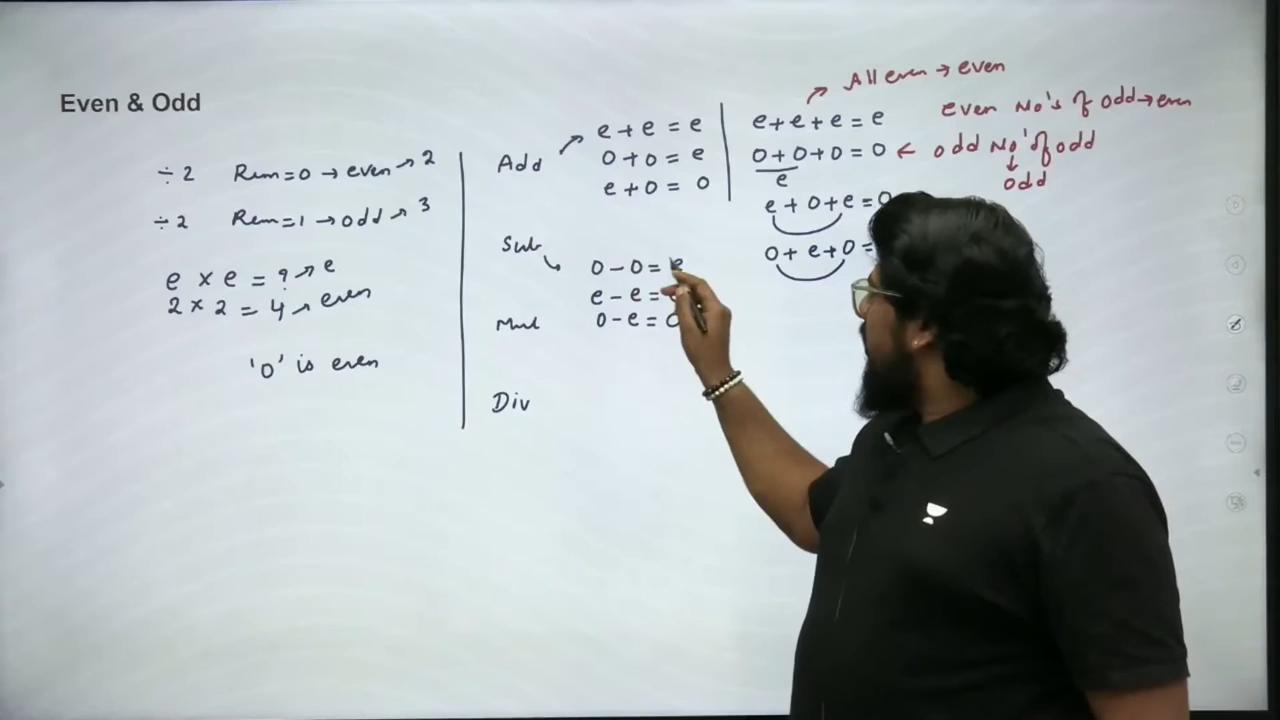 Even & Odd
÷2 Rem=0 → even → 2
÷2 Rem=1 → odd → 3
e × e = ? → e
2 × 2 = 4 → even
'0' is even
Add
e + e = e
o + o = e
e + o = o
Sub
o - o = e
e - e =
o - e = o
Mul
Div
All even → even
e + e + e = e
even No's of odd → even
o + o + o = o ← odd No' of odd
e
↓
odd
e + o + e = o
o + e + o =